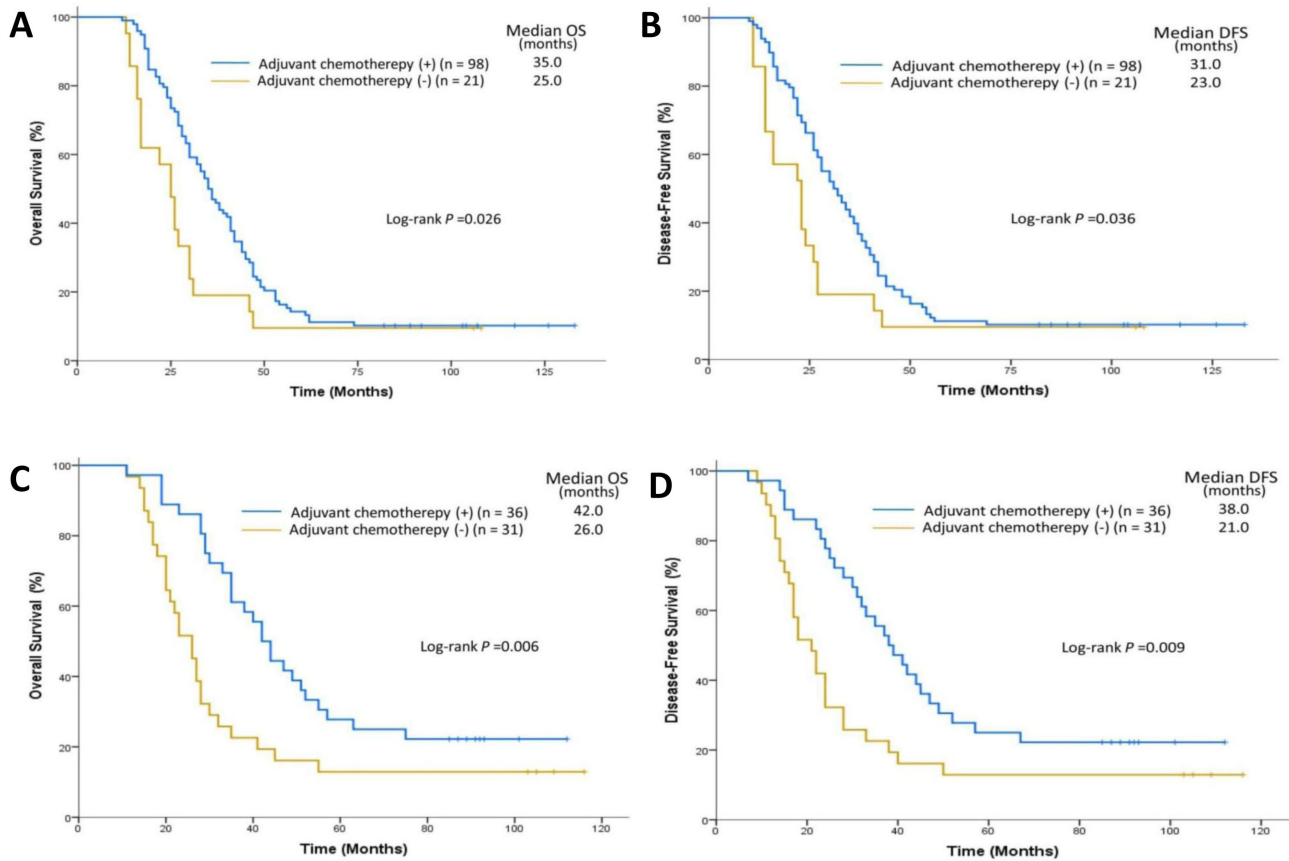 A
Median OS
(months)
Adjuvant chemotherepy (+) (n = 98) 35.0
Adjuvant chemotherepy (-) (n = 21) 25.0
Log-rank P =0.026
Overall Survival (%)
100
80
60
40
20
0
0 25 50 75 100 125
Time (Months)
B
Median DFS
(months)
Adjuvant chemotherepy (+) (n = 98) 31.0
Adjuvant chemotherepy (-) (n = 21) 23.0
Log-rank P =0.036
Disease-Free Survival (%)
100
80
60
40
20
0
0 25 50 75 100 125
Time (Months)
C
Median OS
(months)
Adjuvant chemotherepy (+) (n = 36) 42.0
Adjuvant chemotherepy (-) (n = 31) 26.0
Log-rank P =0.006
Overall Survival (%)
100
80
60
40
20
0
0 20 40 60 80 100 120
Time (Months)
D
Median DFS
(months)
Adjuvant chemotherepy (+) (n = 36) 38.0
Adjuvant chemotherepy (-) (n = 31) 21.0
Log-rank P =0.009
Disease-Free Survival (%)
100
80
60
40
20
0
0 20 40 60 80 100 120
Time (Months)